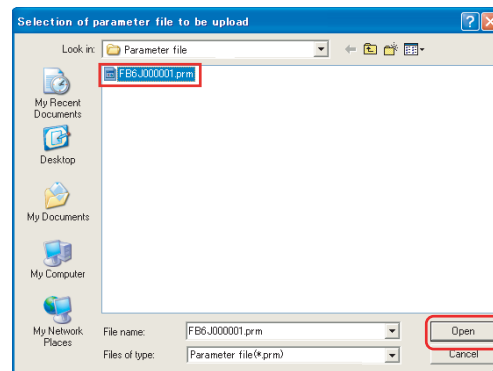 Selection of parameter file to be upload
Look in: Parameter file
FB6J000001.prm
My Recent
Documents
Desktop
My Documents
My Computer
My Network
Places
File name: FB6J000001.prm Open
Files of type: Parameter file(*.prm) Cancel